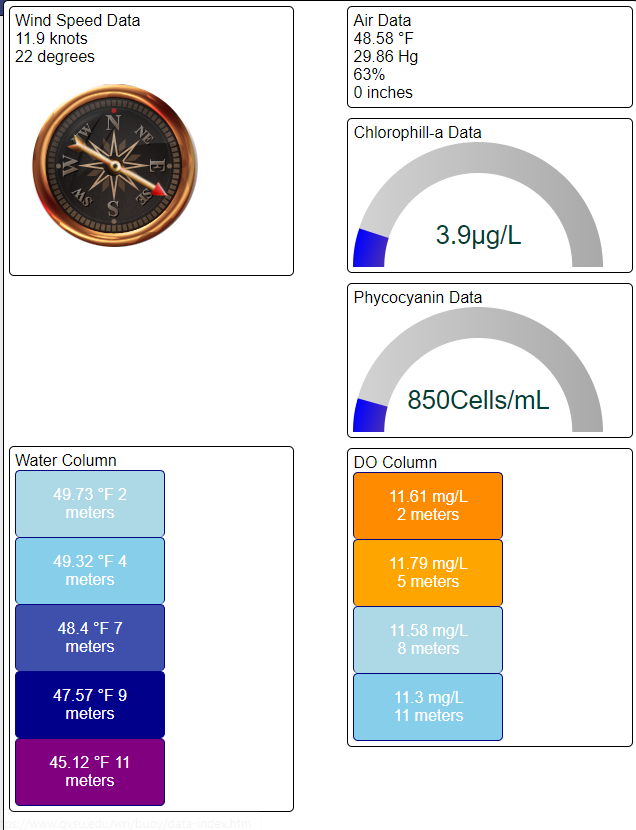 Wind Speed Data
11.9 knots
22 degrees
N
NE
E
SE
S
SW
W
NW
Air Data
48.58 °F
29.86 Hg
63%
0 inches
Chlorophill-a Data
3.9µg/L
Phycocyanin Data
850Cells/mL
Water Column
49.73 °F 2
meters
49.32 °F 4
meters
48.4 °F 7
meters
47.57 °F 9
meters
45.12 °F 11
meters
DO Column
11.61 mg/L
2 meters
11.79 mg/L
5 meters
11.58 mg/L
8 meters
11.3 mg/L
11 meters